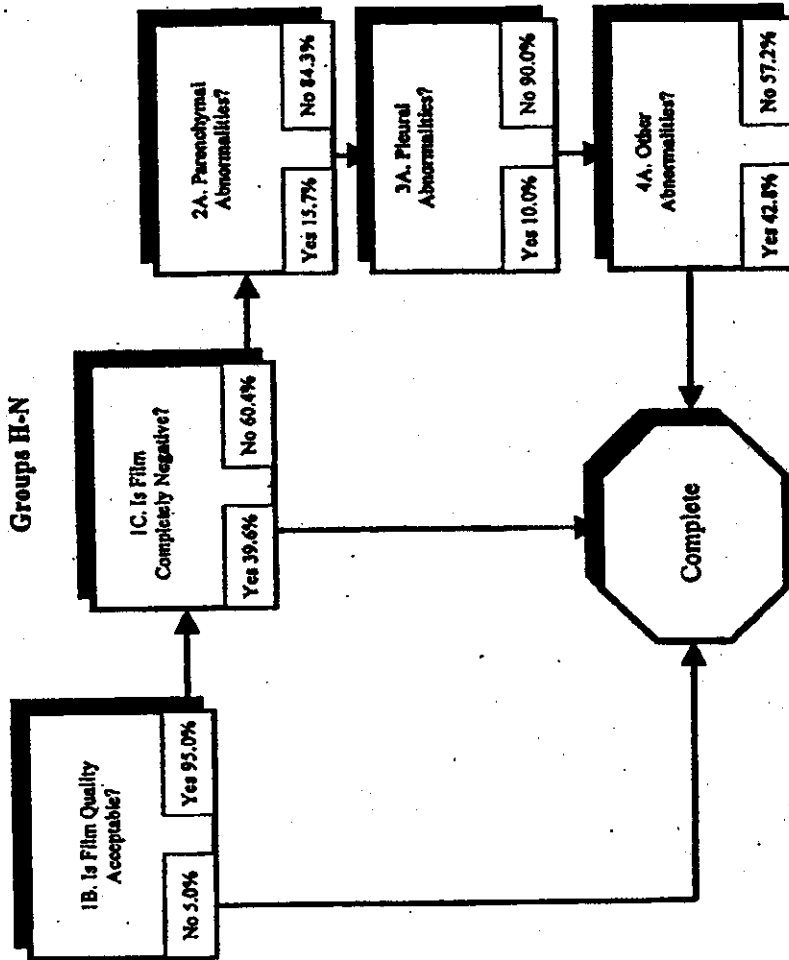 Groups H-N
1B. Is Film Quality
Acceptable?
No 5.0%
Yes 95.0%
1C. Is Film
Completely Negative?
Yes 39.6%
No 60.4%
2A. Parenchymal
Abnormalities?
Yes 15.7%
No 84.3%
3A. Pleural
Abnormalities?
Yes 10.0%
No 90.0%
4A. Other
Abnormalities?
Yes 42.8%
No 57.2%
Complete